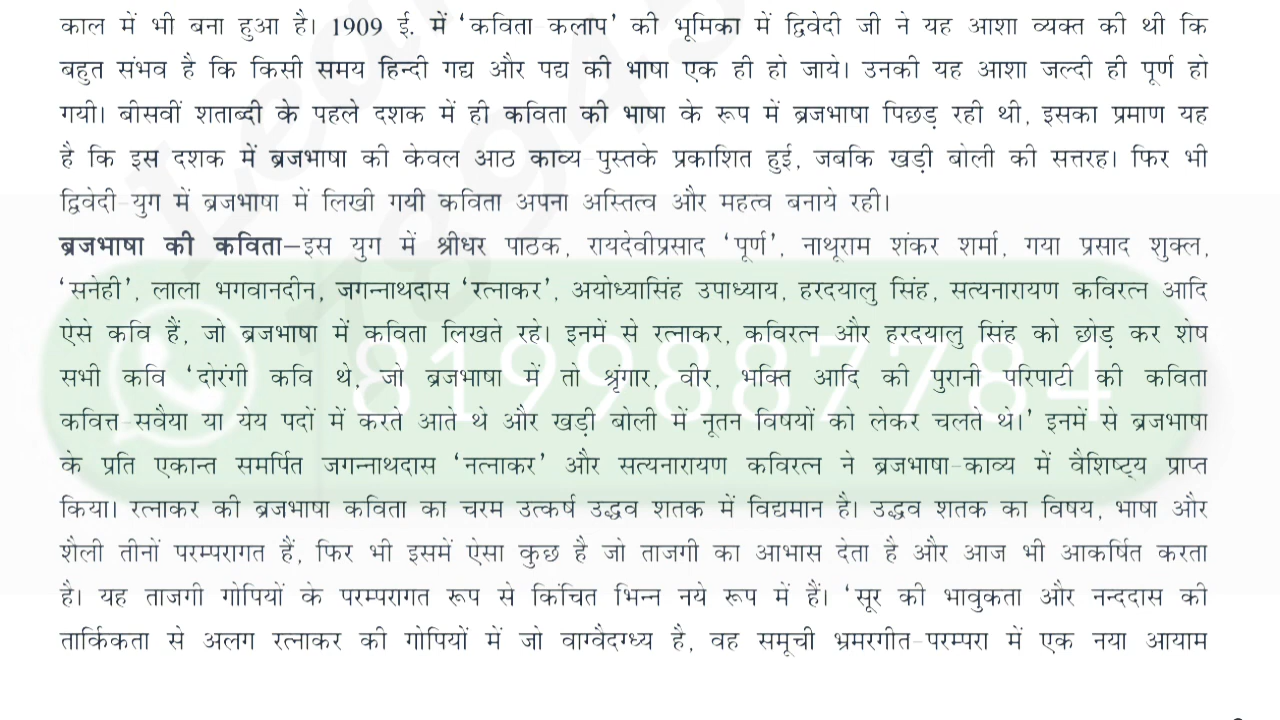 काल में भी बना हुआ है। 1909 ई. में ‘कविता कलाप’ की भूमिका में द्विवेदी जी ने यह आशा व्यक्त की थी कि
बहुत संभव है कि किसी समय हिन्दी गद्य और पद्य की भाषा एक ही हो जाये। उनकी यह आशा जल्दी ही पूर्ण हो
गयी। बीसवीं शताब्दी के पहले दशक में ही कविता की भाषा के रूप में ब्रजभाषा पिछड़ रही थी, इसका प्रमाण यह
है कि इस दशक में ब्रजभाषा की केवल आठ काव्य-पुस्तके प्रकाशित हुई, जबकि खड़ी बोली की सत्तरह। फिर भी
द्विवेदी-युग में ब्रजभाषा में लिखी गयी कविता अपना अस्तित्व और महत्व बनाये रही।
ब्रजभाषा की कविता–इस युग में श्रीधर पाठक, रायदेवीप्रसाद ‘पूर्ण’, नाथूराम शंकर शर्मा, गया प्रसाद शुक्ल,
‘सनेही’, लाला भगवानदीन, जगन्नाथदास ‘रत्नाकर’, अयोध्यासिंह उपाध्याय, हरदयालु सिंह, सत्यनारायण कविरत्न आदि
ऐसे कवि हैं, जो ब्रजभाषा में कविता लिखते रहे। इनमें से रत्नाकर, कविरत्न और हरदयालु सिंह को छोड़ कर शेष
सभी कवि ‘दोरंगी कवि थे, जो ब्रजभाषा में तो श्रृंगार, वीर, भक्ति आदि की पुरानी परिपाटी की कविता
कवित्त-सवैया या येय पदों में करते आते थे और खड़ी बोली में नूतन विषयों को लेकर चलते थे।’ इनमें से ब्रजभाषा
के प्रति एकान्त समर्पित जगन्नाथदास ‘नत्नाकर’ और सत्यनारायण कविरत्न ने ब्रजभाषा-काव्य में वैशिष्ट्य प्राप्त
किया। रत्नाकर की ब्रजभाषा कविता का चरम उत्कर्ष उद्धव शतक में विद्यमान है। उद्धव शतक का विषय, भाषा और
शैली तीनों परम्परागत हैं, फिर भी इसमें ऐसा कुछ है जो ताजगी का आभास देता है और आज भी आकर्षित करता
है। यह ताजगी गोपियों के परम्परागत रूप से किंचित भिन्न नये रूप में हैं। ‘सूर की भावुकता और नन्ददास की
तार्किकता से अलग रत्नाकर की गोपियों में जो वाग्वैदग्ध्य है, वह समूची भ्रमरगीत-परम्परा में एक नया आयाम
8199887784